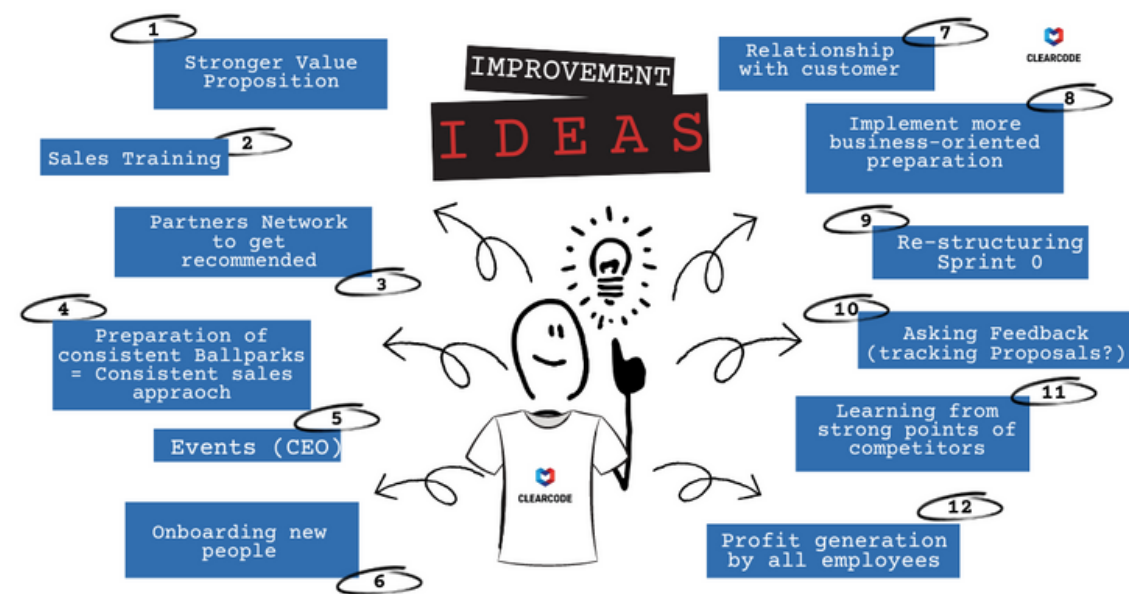 IMPROVEMENT
IDEAS
1
Stronger Value
Proposition
2
Sales Training
Partners Network
to get
recommended
3
4
Preparation of
consistent Ballparks
= Consistent sales
appraoch
5
Events (CEO)
Onboarding new
people
6
7
Relationship
with customer
CLEARCODE
8
Implement more
business-oriented
preparation
9
Re-structuring
Sprint 0
10
Asking Feedback
(tracking Proposals?)
11
Learning from
strong points of
competitors
12
Profit generation
by all employees
CLEARCODE